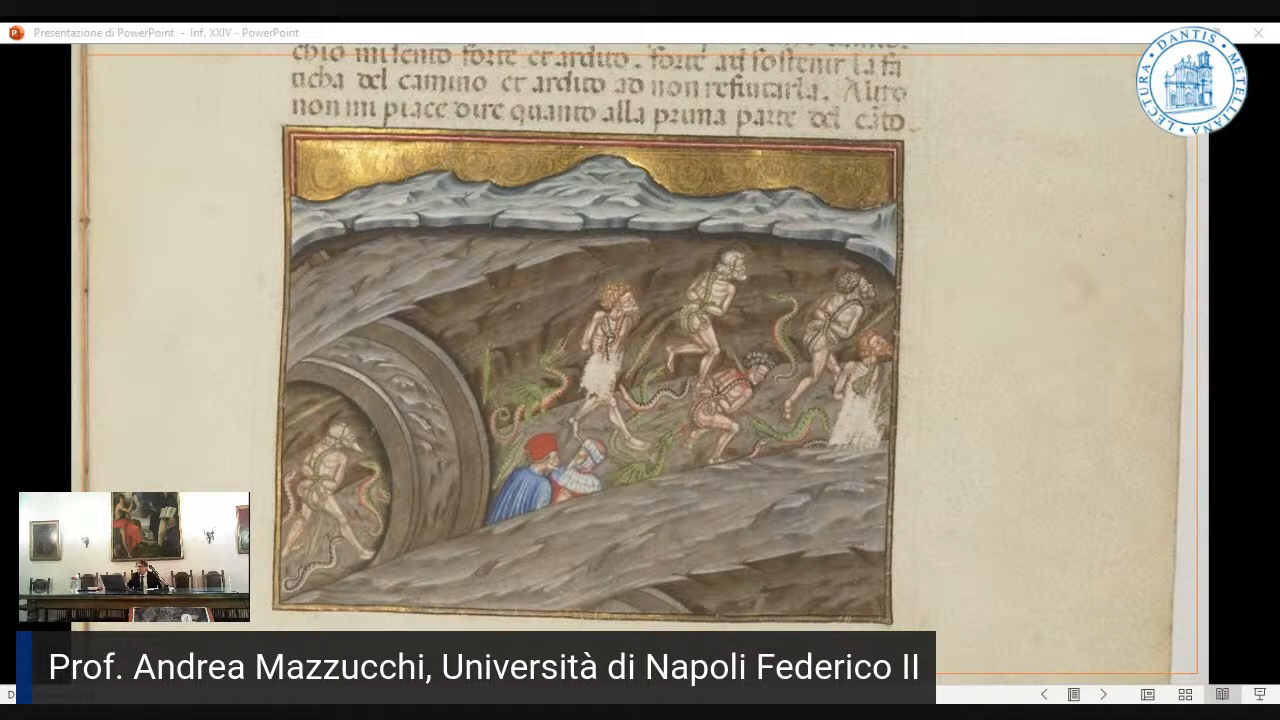 Presentazione di PowerPoint - Inf. XXIV - PowerPoint
LECTURA • DANTIS • METELLIANA •
chio mi sento forte et ardito . forte ad sostenir la fa
ticha del camino et ardito ad non refiutarla . Altro
non mi piace dire quanto alla prima parte del cāto
Prof. Andrea Mazzucchi, Università di Napoli Federico II